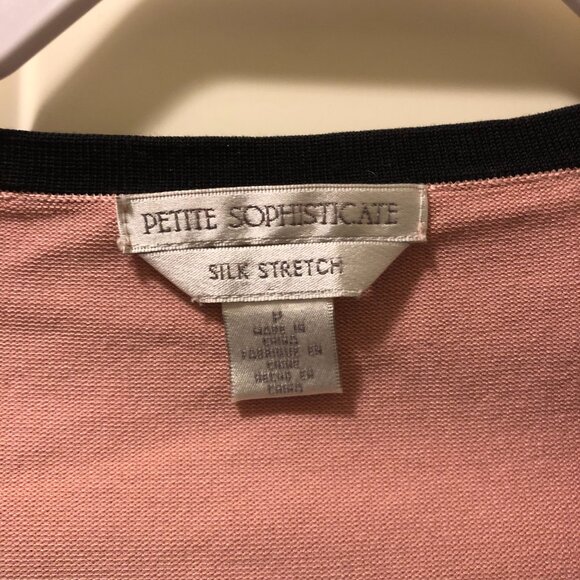 PETITE SOPHISTICATE
SILK STRETCH
P
MADE IN
CHINA
FABRIQUE EN
CHINE
HECHO EN
CHINA